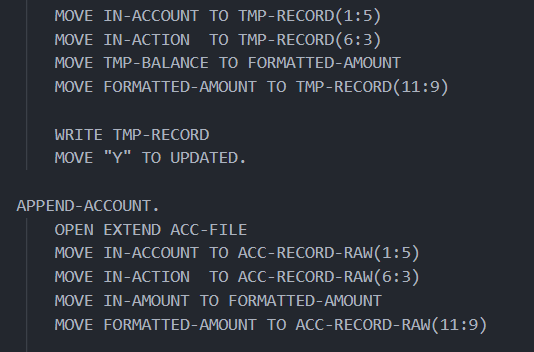 MOVE IN-ACCOUNT TO TMP-RECORD(1:5)
MOVE IN-ACTION  TO TMP-RECORD(6:3)
MOVE TMP-BALANCE TO FORMATTED-AMOUNT
MOVE FORMATTED-AMOUNT TO TMP-RECORD(11:9)
WRITE TMP-RECORD
MOVE "Y" TO UPDATED.
APPEND-ACCOUNT.
OPEN EXTEND ACC-FILE
MOVE IN-ACCOUNT TO ACC-RECORD-RAW(1:5)
MOVE IN-ACTION  TO ACC-RECORD-RAW(6:3)
MOVE IN-AMOUNT TO FORMATTED-AMOUNT
MOVE FORMATTED-AMOUNT TO ACC-RECORD-RAW(11:9)